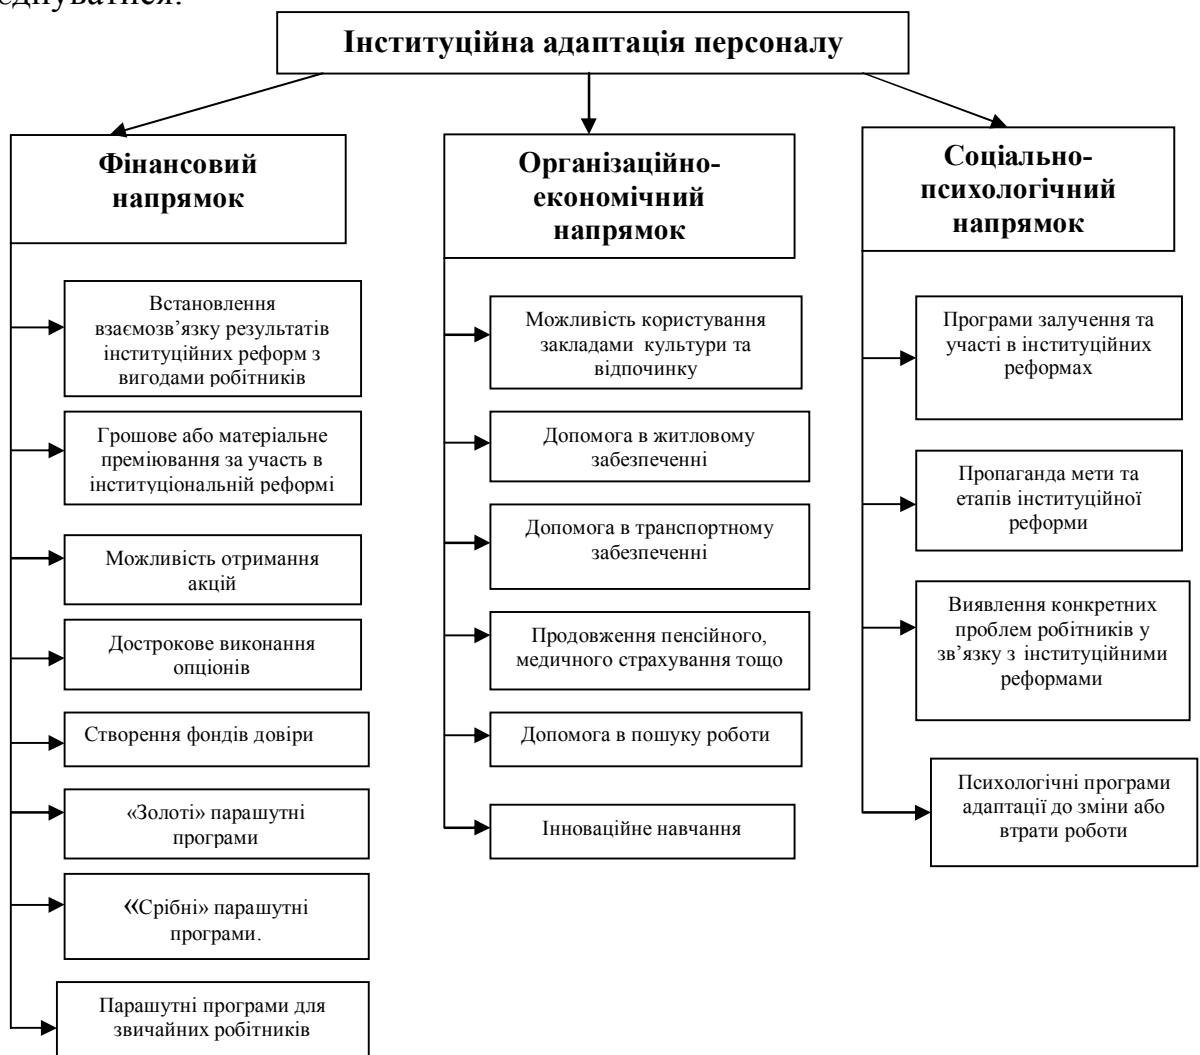 єднуватися.
Інституційна адаптація персоналу
Фінансовий
напрямок
Встановлення
взаємозв’язку результатів
інституційних реформ з
вигодами робітників
Грошове або матеріальне
преміювання за участь в
інституціональній реформі
Можливість отримання
акцій
Дострокове виконання
опціонів
Створення фондів довіри
«Золоті» парашутні
програми
«Срібні» парашутні
програми.
Парашутні програми для
звичайних робітників
Організаційно-
економічний
напрямок
Можливість користування
закладами культури та
відпочинку
Допомога в житловому
забезпеченні
Допомога в транспортному
забезпеченні
Продовження пенсійного,
медичного страхування тощо
Допомога в пошуку роботи
Інноваційне навчання
Соціально-
психологічний
напрямок
Програми залучення та
участі в інституційних
реформах
Пропаганда мети та
етапів інституційної
реформи
Виявлення конкретних
проблем робітників у
зв’язку з інституційними
реформами
Психологічні програми
адаптації до зміни або
втрати роботи